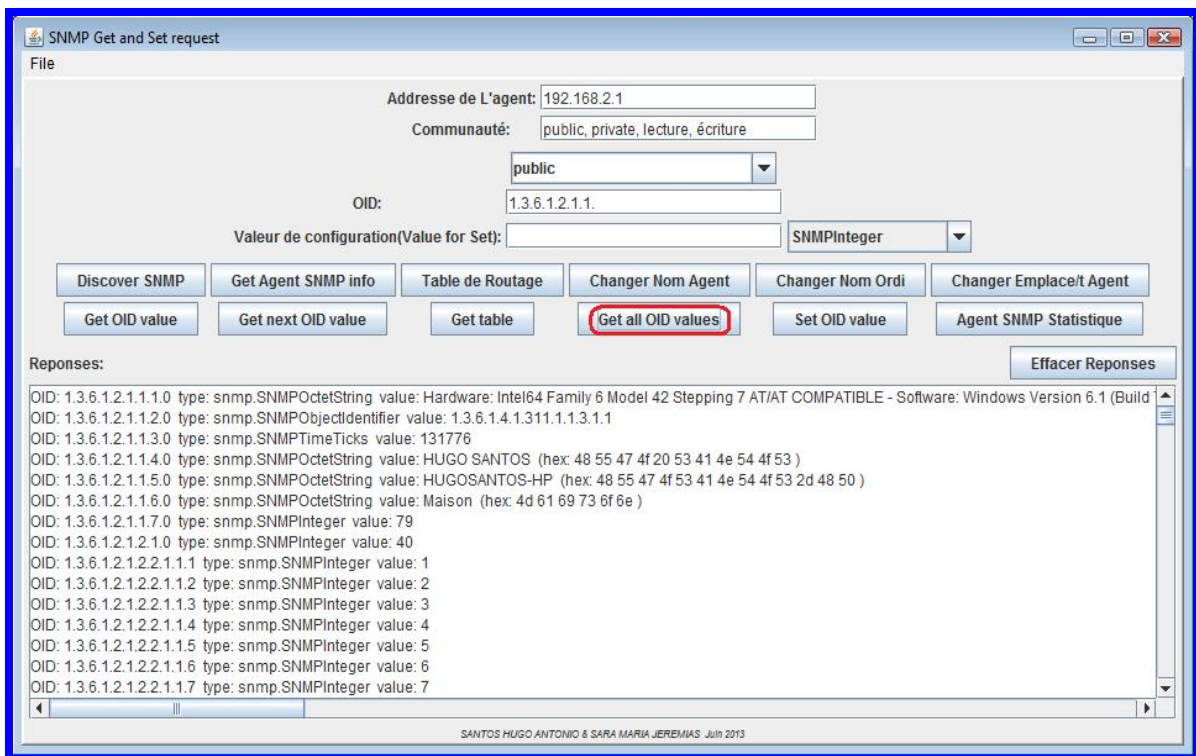 SNMP Get and Set request
File
Addresse de L'agent: 192.168.2.1
Communauté: public, private, lecture, écriture
public
OID: 1.3.6.1.2.1.1.
Valeur de configuration(Value for Set): SNMPInteger
Discover SNMP Get Agent SNMP info Table de Routage Changer Nom Agent Changer Nom Ordi Changer Emplace/t Agent
Get OID value Get next OID value Get table Get all OID values Set OID value Agent SNMP Statistique
Reponses: Effacer Reponses
OID: 1.3.6.1.2.1.1.1.0 type: snmp.SNMPOctetString value: Hardware: Intel64 Family 6 Model 42 Stepping 7 AT/AT COMPATIBLE - Software: Windows Version 6.1 (Build
OID: 1.3.6.1.2.1.1.2.0 type: snmp.SNMPObjectIdentifier value: 1.3.6.1.4.1.311.1.1.3.1.1
OID: 1.3.6.1.2.1.1.3.0 type: snmp.SNMPTimeTicks value: 131776
OID: 1.3.6.1.2.1.1.4.0 type: snmp.SNMPOctetString value: HUGO SANTOS (hex: 48 55 47 4f 20 53 41 4e 54 4f 53 )
OID: 1.3.6.1.2.1.1.5.0 type: snmp.SNMPOctetString value: HUGOSANTOS-HP (hex: 48 55 47 4f 53 41 4e 54 4f 53 2d 48 50 )
OID: 1.3.6.1.2.1.1.6.0 type: snmp.SNMPOctetString value: Maison (hex: 4d 61 69 73 6f 6e )
OID: 1.3.6.1.2.1.1.7.0 type: snmp.SNMPInteger value: 79
OID: 1.3.6.1.2.1.2.1.0 type: snmp.SNMPInteger value: 40
OID: 1.3.6.1.2.1.2.2.1.1.1 type: snmp.SNMPInteger value: 1
OID: 1.3.6.1.2.1.2.2.1.1.2 type: snmp.SNMPInteger value: 2
OID: 1.3.6.1.2.1.2.2.1.1.3 type: snmp.SNMPInteger value: 3
OID: 1.3.6.1.2.1.2.2.1.1.4 type: snmp.SNMPInteger value: 4
OID: 1.3.6.1.2.1.2.2.1.1.5 type: snmp.SNMPInteger value: 5
OID: 1.3.6.1.2.1.2.2.1.1.6 type: snmp.SNMPInteger value: 6
OID: 1.3.6.1.2.1.2.2.1.1.7 type: snmp.SNMPInteger value: 7
SANTOS HUGO ANTONIO & SARA MARIA JEREMIAS Juin 2013